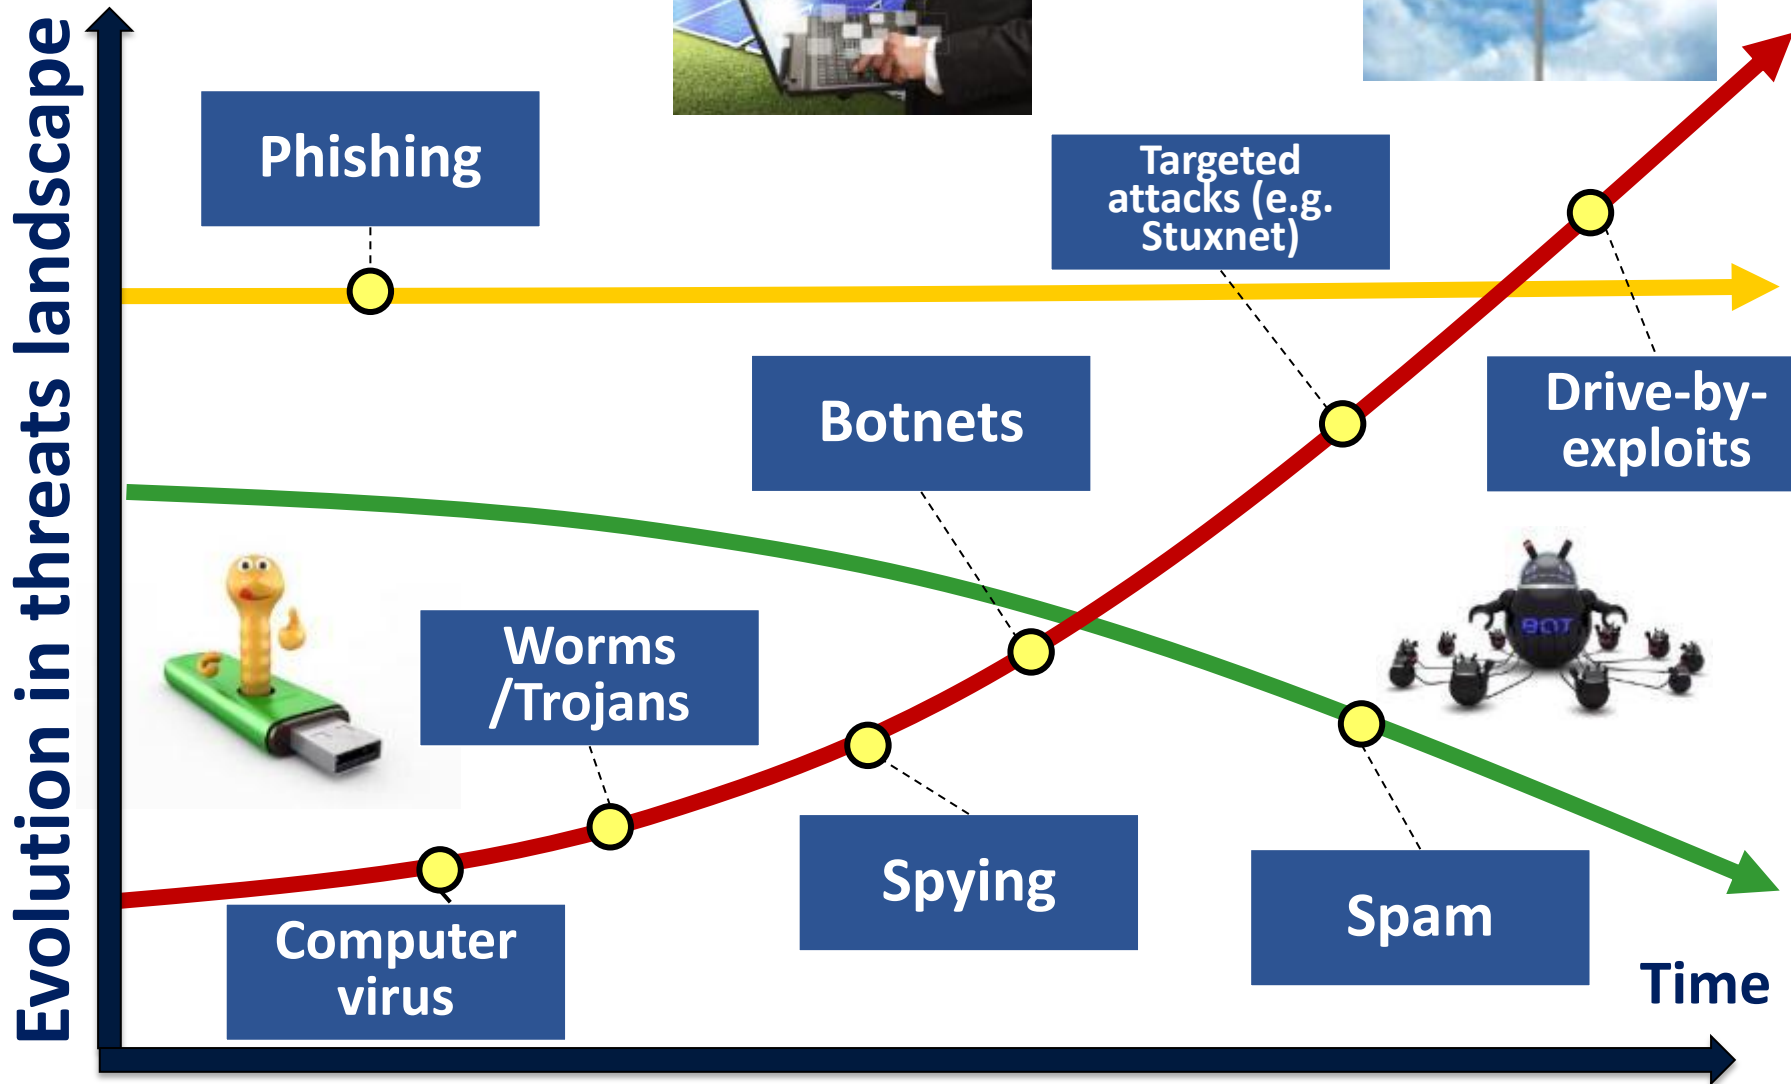 Evolution in threats landscape
Phishing
Targeted
attacks (e.g.
Stuxnet)
Botnets
Drive-by-
exploits
Worms
/Trojans
BOT
Spying
Spam
Computer
virus
Time